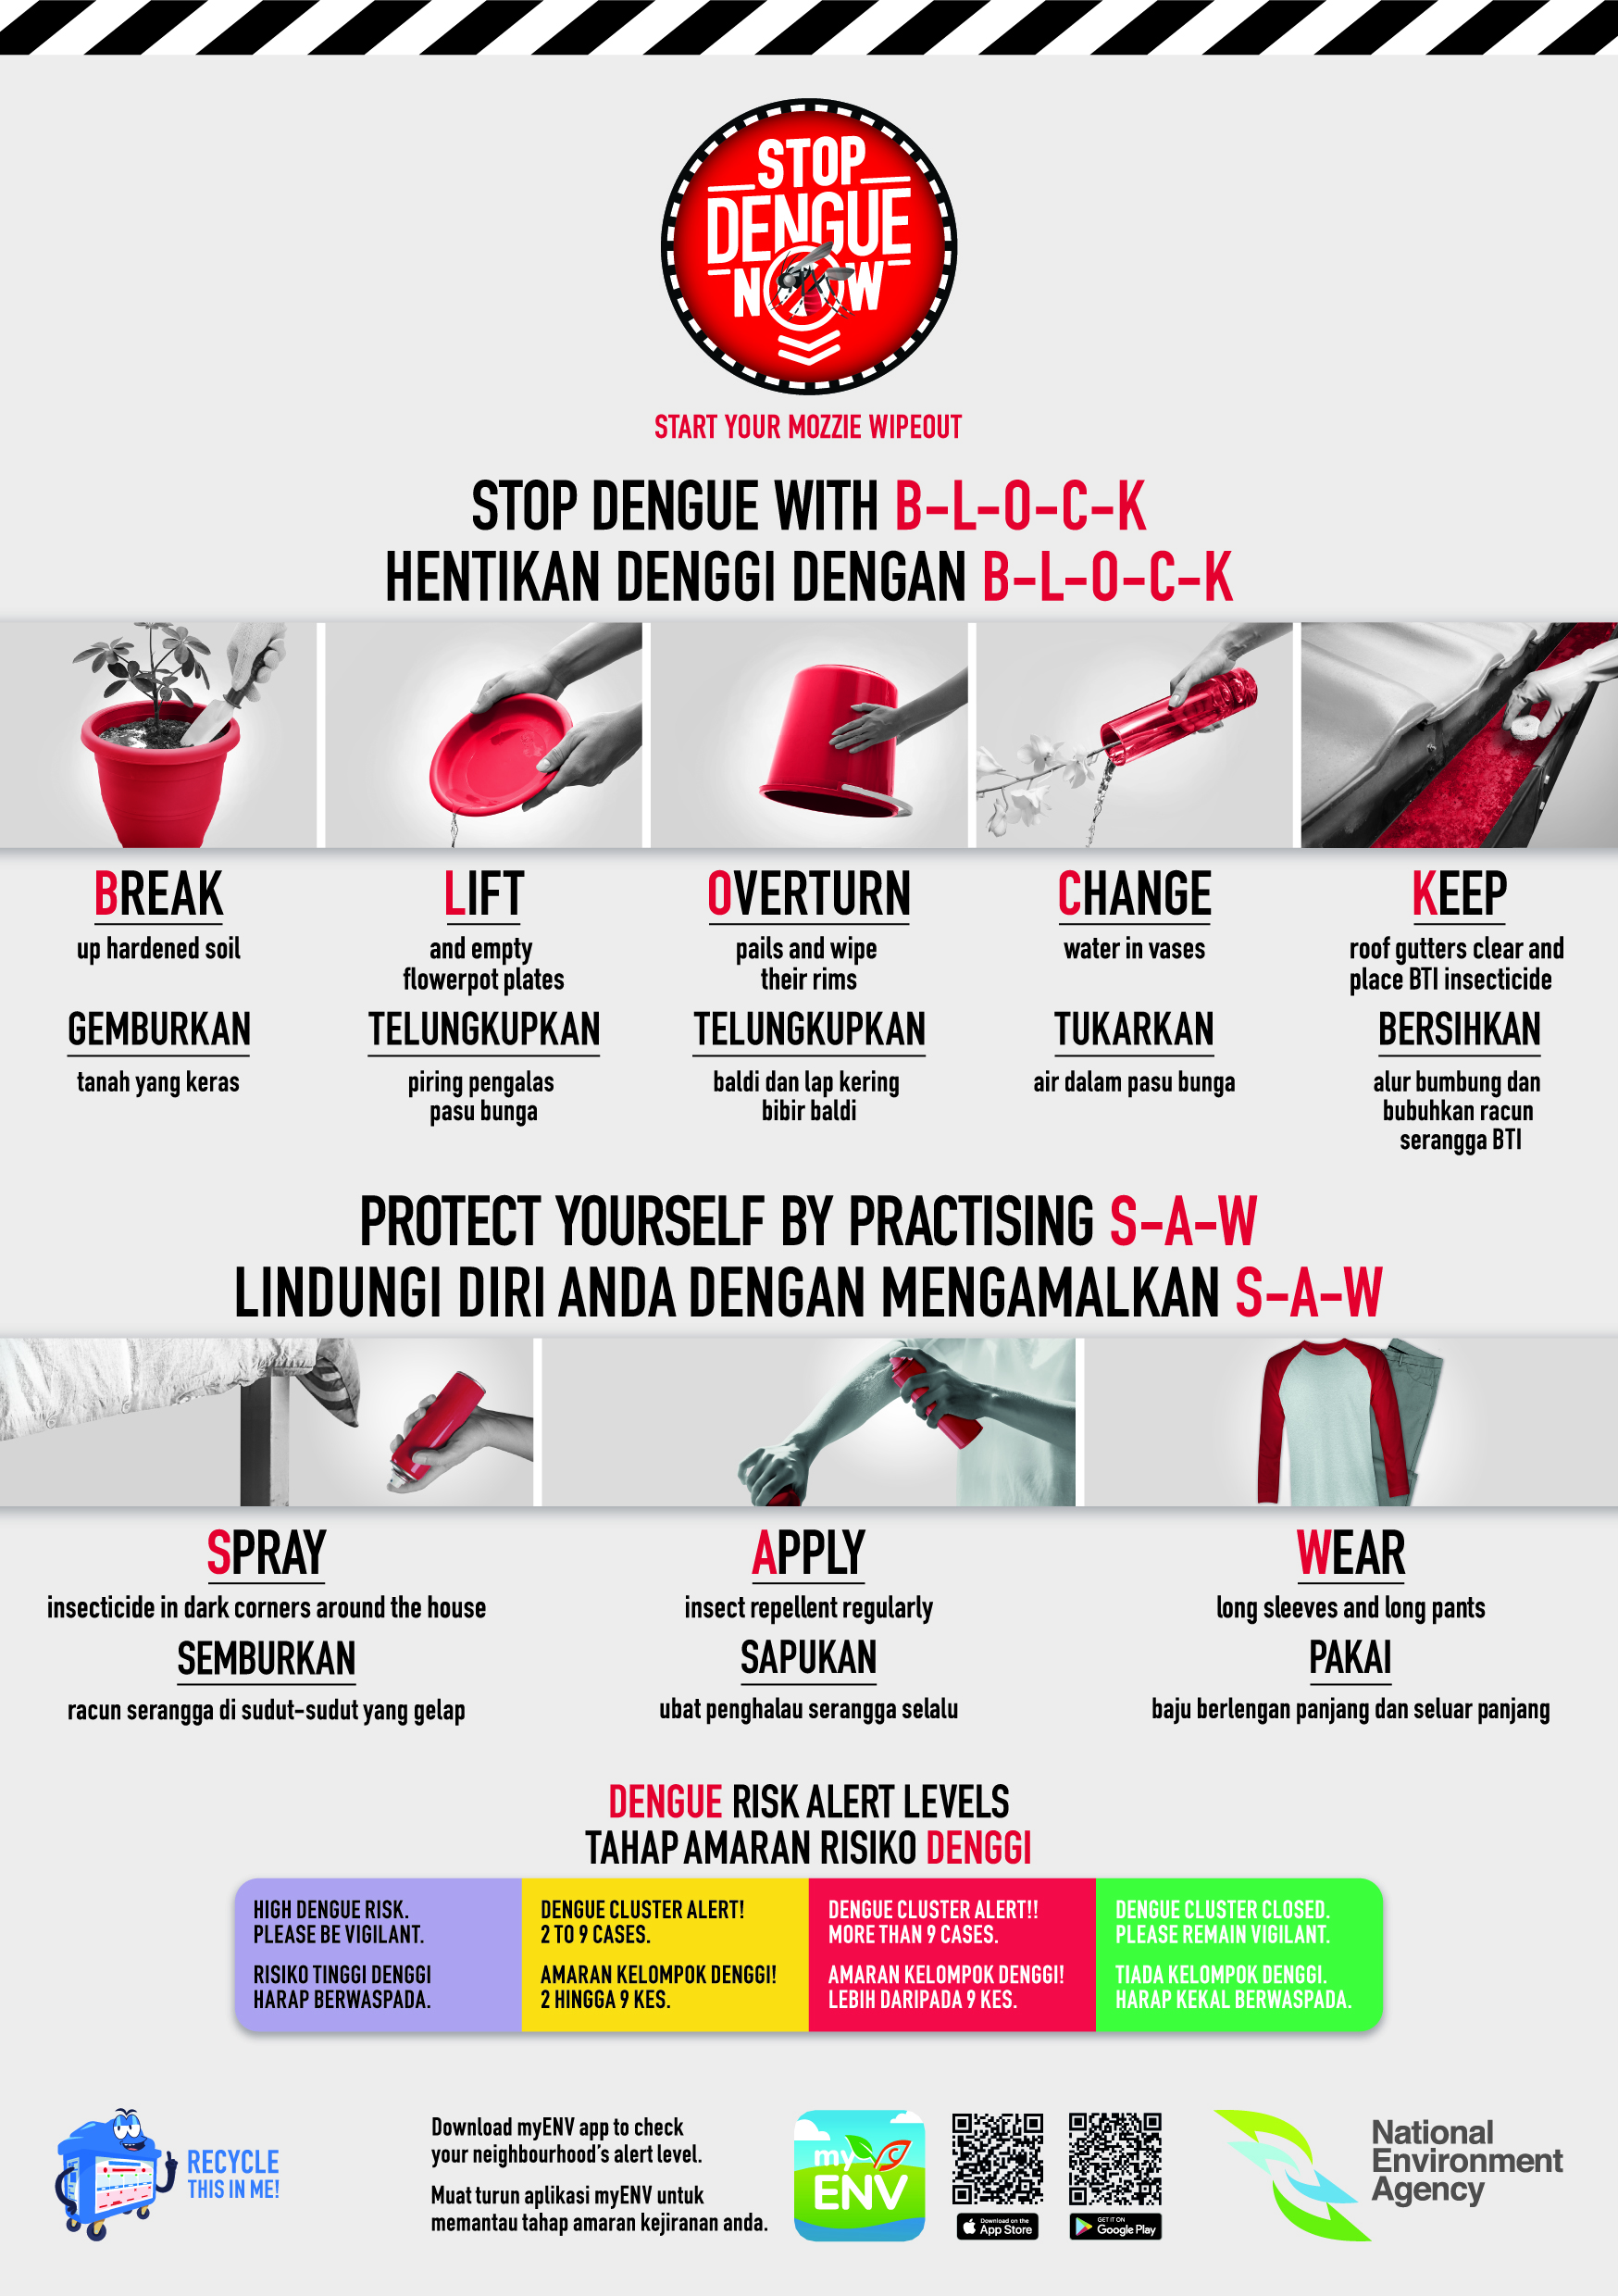 STOP
DENGUE
NOW
START YOUR MOZZIE WIPEOUT
STOP DENGUE WITH B-L-O-C-K
HENTIKAN DENGGI DENGAN B-L-O-C-K
BREAK
up hardened soil
GEMBURKAN
tanah yang keras
LIFT
and empty
flowerpot plates
TELUNGKUPKAN
piring pengalas
pasu bunga
OVERTURN
pails and wipe
their rims
TELUNGKUPKAN
baldi dan lap kering
bibir baldi
CHANGE
water in vases
TUKARKAN
air dalam pasu bunga
KEEP
roof gutters clear and
place BTI insecticide
BERSIHKAN
alur bumbung dan
bubuhkan racun
serangga BTI
PROTECT YOURSELF BY PRACTISING S-A-W
LINDUNGI DIRI ANDA DENGAN MENGAMALKAN S-A-W
SPRAY
insecticide in dark corners around the house
SEMBURKAN
racun serangga di sudut-sudut yang gelap
APPLY
insect repellent regularly
SAPUKAN
ubat penghalau serangga selalu
WEAR
long sleeves and long pants
PAKAI
baju berlengan panjang dan seluar panjang
DENGUE RISK ALERT LEVELS
TAHAP AMARAN RISIKO DENGGI
HIGH DENGUE RISK.
PLEASE BE VIGILANT.
RISIKO TINGGI DENGGI
HARAP BERWASPADA.
DENGUE CLUSTER ALERT!
2 TO 9 CASES.
AMARAN KELOMPOK DENGGI!
2 HINGGA 9 KES.
DENGUE CLUSTER ALERT!!
MORE THAN 9 CASES.
AMARAN KELOMPOK DENGGI!
LEBIH DARIPADA 9 KES.
DENGUE CLUSTER CLOSED.
PLEASE REMAIN VIGILANT.
TIADA KELOMPOK DENGGI.
HARAP KEKAL BERWASPADA.
RECYCLE
THIS IN ME!
Download myENV app to check
your neighbourhood's alert level.
Muat turun aplikasi myENV untuk
memantau tahap amaran kejiranan anda.
my
ENV
Download on the
App Store
GET IT ON
Google Play
National
Environment
Agency